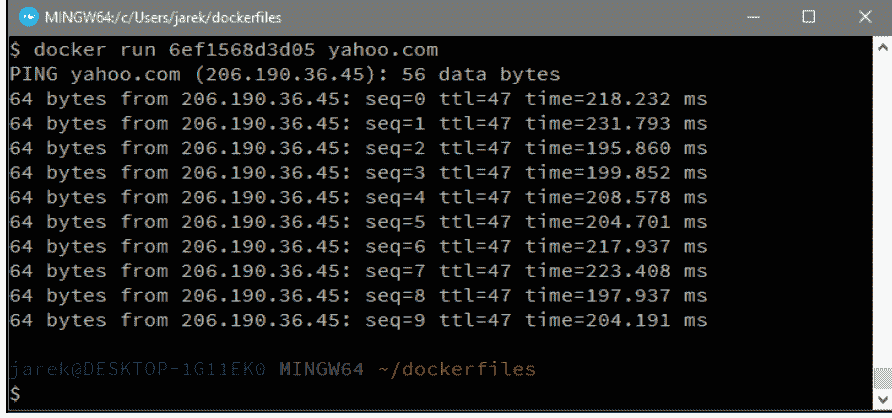 MINGW64:/c/Users/jarek/dockerfiles
$ docker run 6ef1568d3d05 yahoo.com
PING yahoo.com (206.190.36.45): 56 data bytes
64 bytes from 206.190.36.45: seq=0 ttl=47 time=218.232 ms
64 bytes from 206.190.36.45: seq=1 ttl=47 time=231.793 ms
64 bytes from 206.190.36.45: seq=2 ttl=47 time=195.860 ms
64 bytes from 206.190.36.45: seq=3 ttl=47 time=199.852 ms
64 bytes from 206.190.36.45: seq=4 ttl=47 time=208.578 ms
64 bytes from 206.190.36.45: seq=5 ttl=47 time=204.701 ms
64 bytes from 206.190.36.45: seq=6 ttl=47 time=217.937 ms
64 bytes from 206.190.36.45: seq=7 ttl=47 time=223.408 ms
64 bytes from 206.190.36.45: seq=8 ttl=47 time=197.937 ms
64 bytes from 206.190.36.45: seq=9 ttl=47 time=204.191 ms
jarek@DESKTOP-1G11EK0 MINGW64 ~/dockerfiles
$